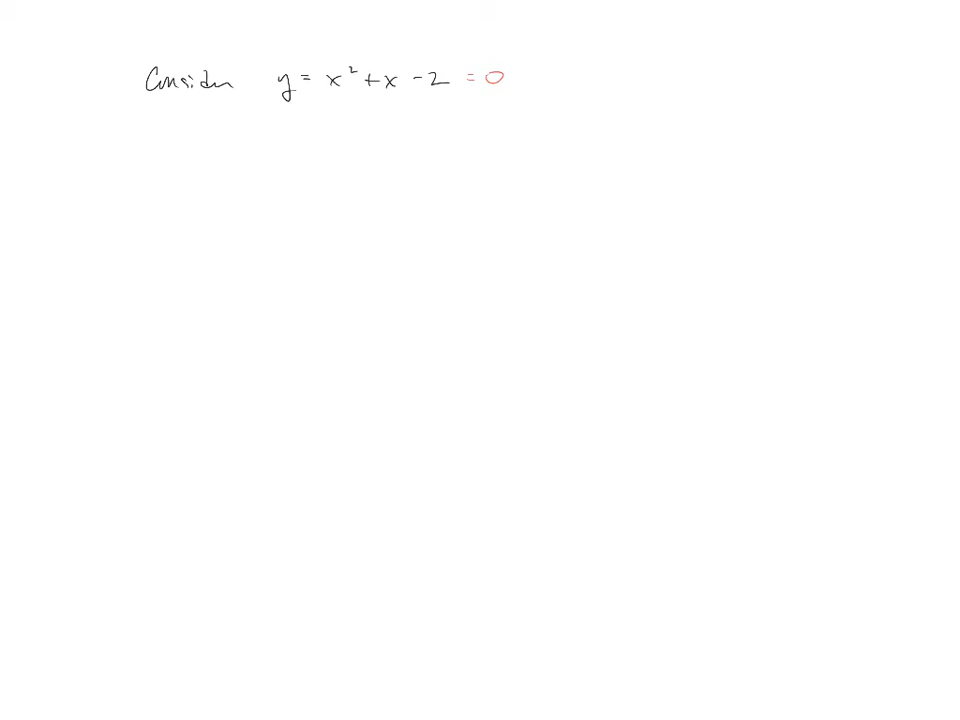 Consider y = x² + x - 2 = 0